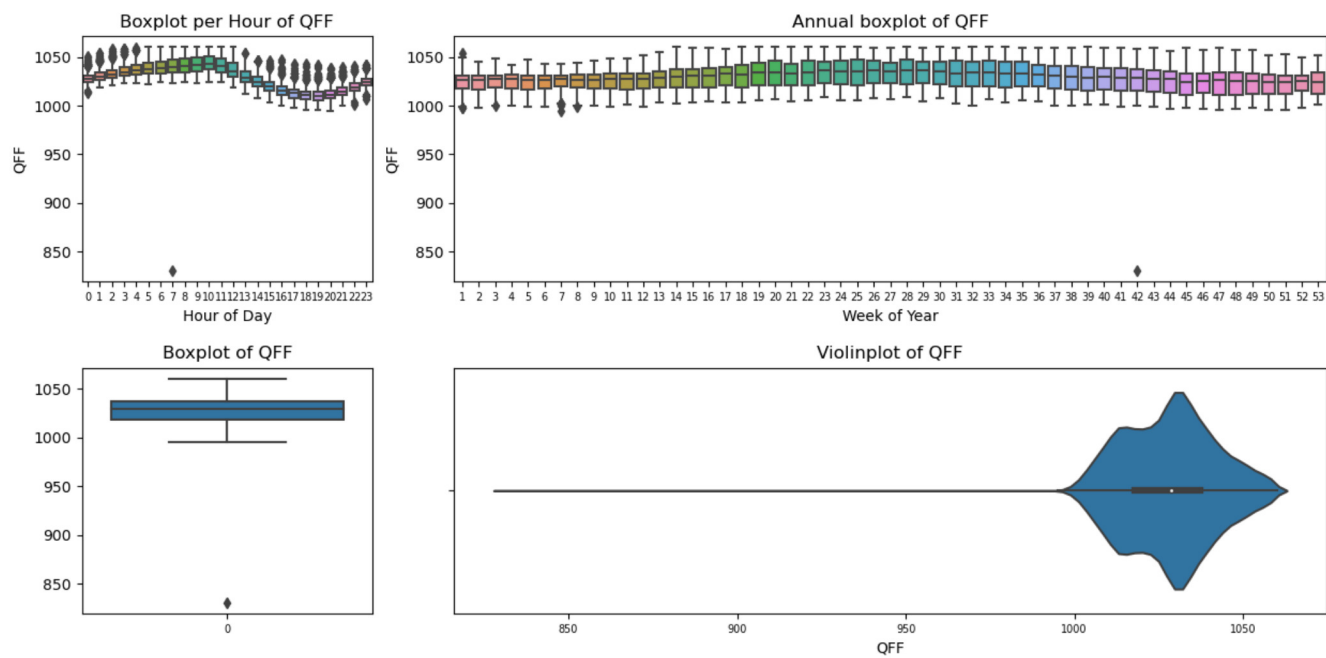 Boxplot per Hour of QFF
Annual boxplot of QFF
1050
1000
950
900
850
QFF
0 1 2 3 4 5 6 7 8 9 10 11 12 13 14 15 16 17 18 19 20 21 22 23
Hour of Day
1050
1000
950
900
850
QFF
1 2 3 4 5 6 7 8 9 10 11 12 13 14 15 16 17 18 19 20 21 22 23 24 25 26 27 28 29 30 31 32 33 34 35 36 37 38 39 40 41 42 43 44 45 46 47 48 49 50 51 52 53
Week of Year
Boxplot of QFF
Violinplot of QFF
1050
1000
950
900
850
0
850 900 950 1000 1050
QFF